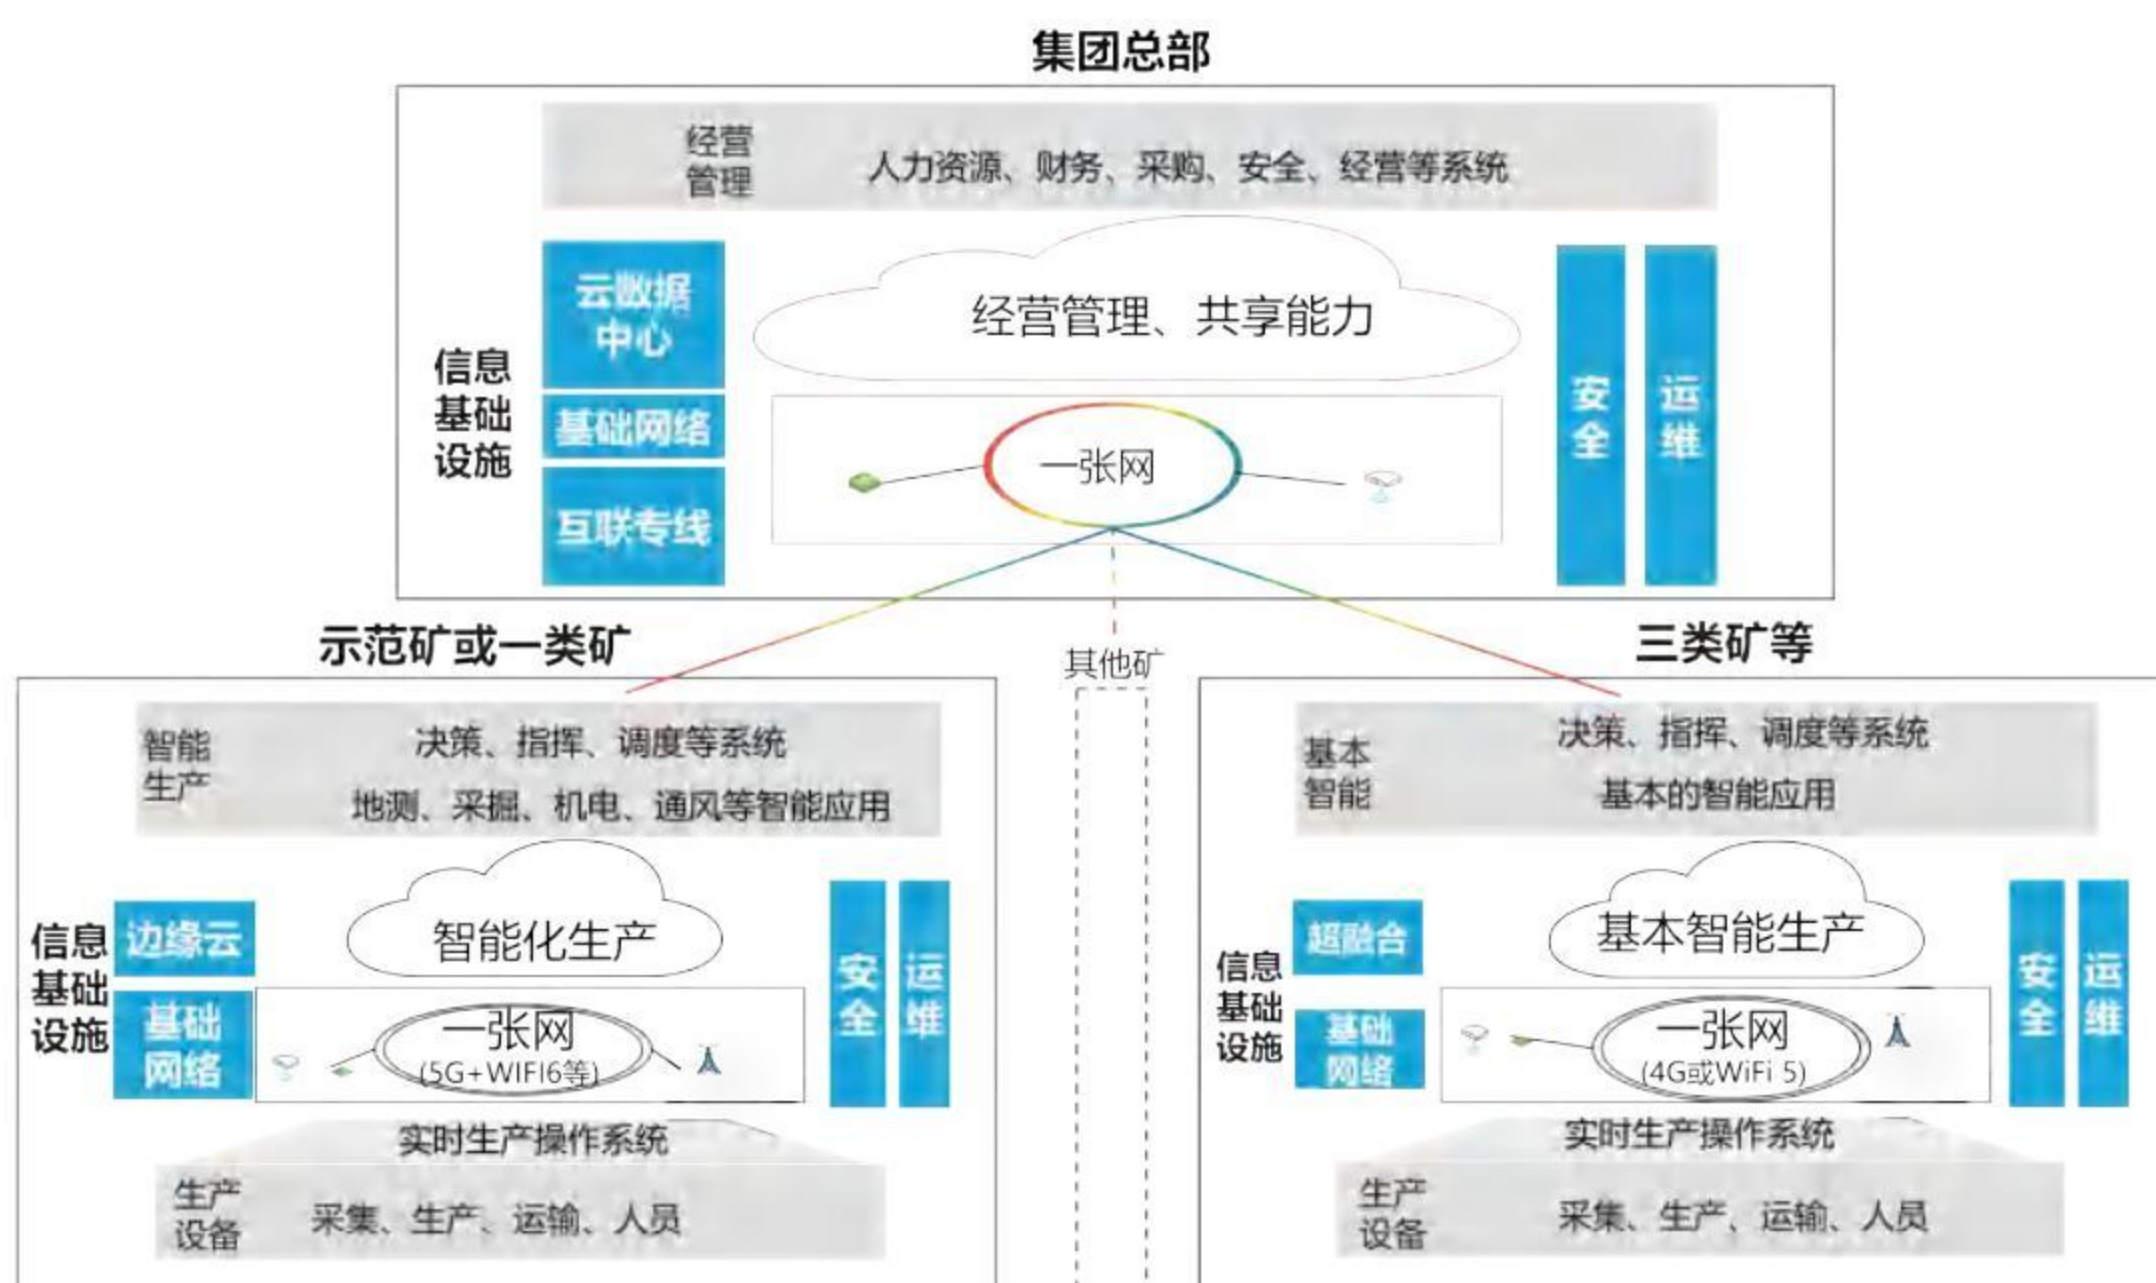 集团总部
经营
管理
人力资源、财务、采购、安全、经营等系统
信息
基础
设施
云数据
中心
基础网络
互联专线
经营管理、共享能力
一张网
安
全
运
维
示范矿或一类矿
其他矿
三类矿等
智能
生产
决策、指挥、调度等系统
地测、采掘、机电、通风等智能应用
信息
基础
设施
边缘云
基础
网络
智能化生产
一张网
(5G+WIFI6等)
安
全
运
维
实时生产操作系统
生产
设备
采集、生产、运输、人员
基本
智能
决策、指挥、调度等系统
基本的智能应用
信息
基础
设施
超融合
基础
网络
基本智能生产
一张网
(4G或WiFi 5)
安
全
运
维
实时生产操作系统
生产
设备
采集、生产、运输、人员